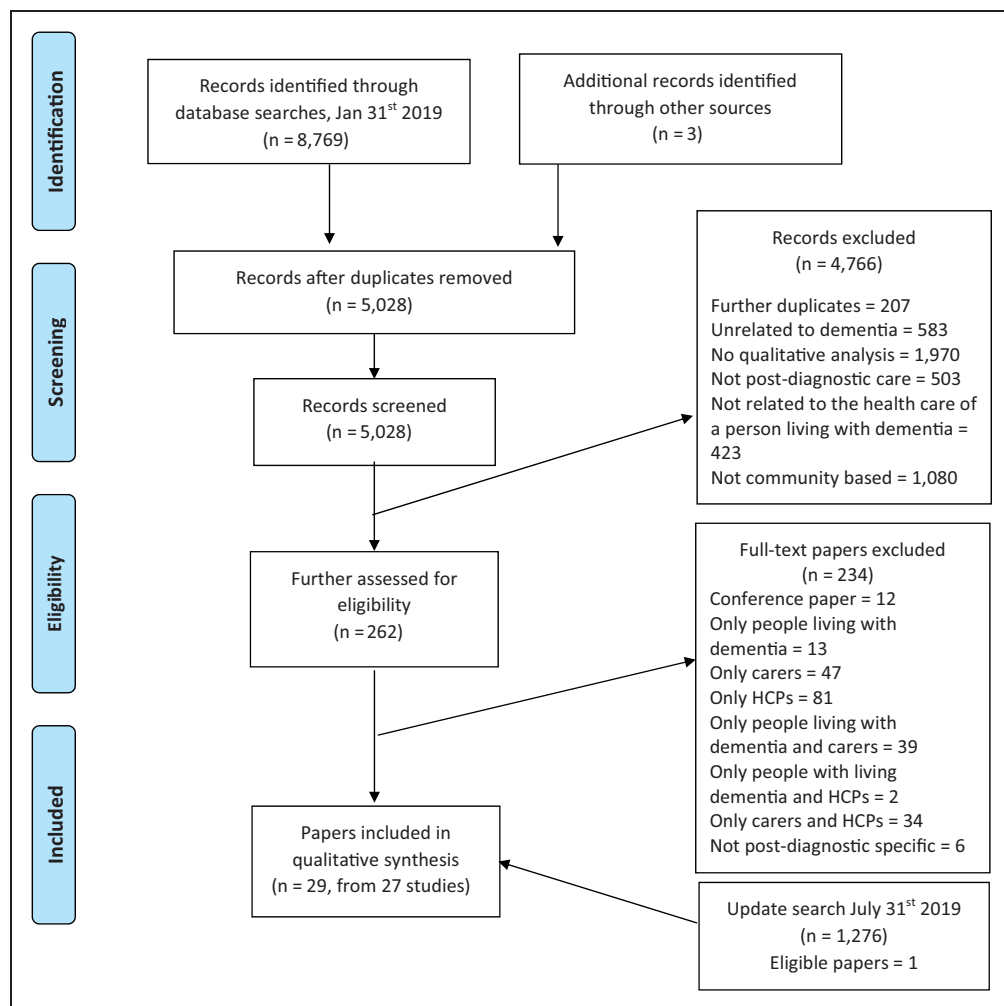 Identification
Records identified through
database searches, Jan 31st 2019
(n = 8,769)
Additional records identified
through other sources
(n = 3)
Screening
Records after duplicates removed
(n = 5,028)
Records screened
(n = 5,028)
Records excluded
(n = 4,766)
Further duplicates = 207
Unrelated to dementia = 583
No qualitative analysis = 1,970
Not post-diagnostic care = 503
Not related to the health care of
a person living with dementia =
423
Not community based = 1,080
Eligibility
Further assessed for
eligibility
(n = 262)
Full-text papers excluded
(n = 234)
Conference paper = 12
Only people living with
dementia = 13
Only carers = 47
Only HCPs = 81
Only people living with
dementia and carers = 39
Only people with living
dementia and HCPs = 2
Only carers and HCPs = 34
Not post-diagnostic specific = 6
Included
Papers included in
qualitative synthesis
(n = 29, from 27 studies)
Update search July 31st 2019
(n = 1,276)
Eligible papers = 1